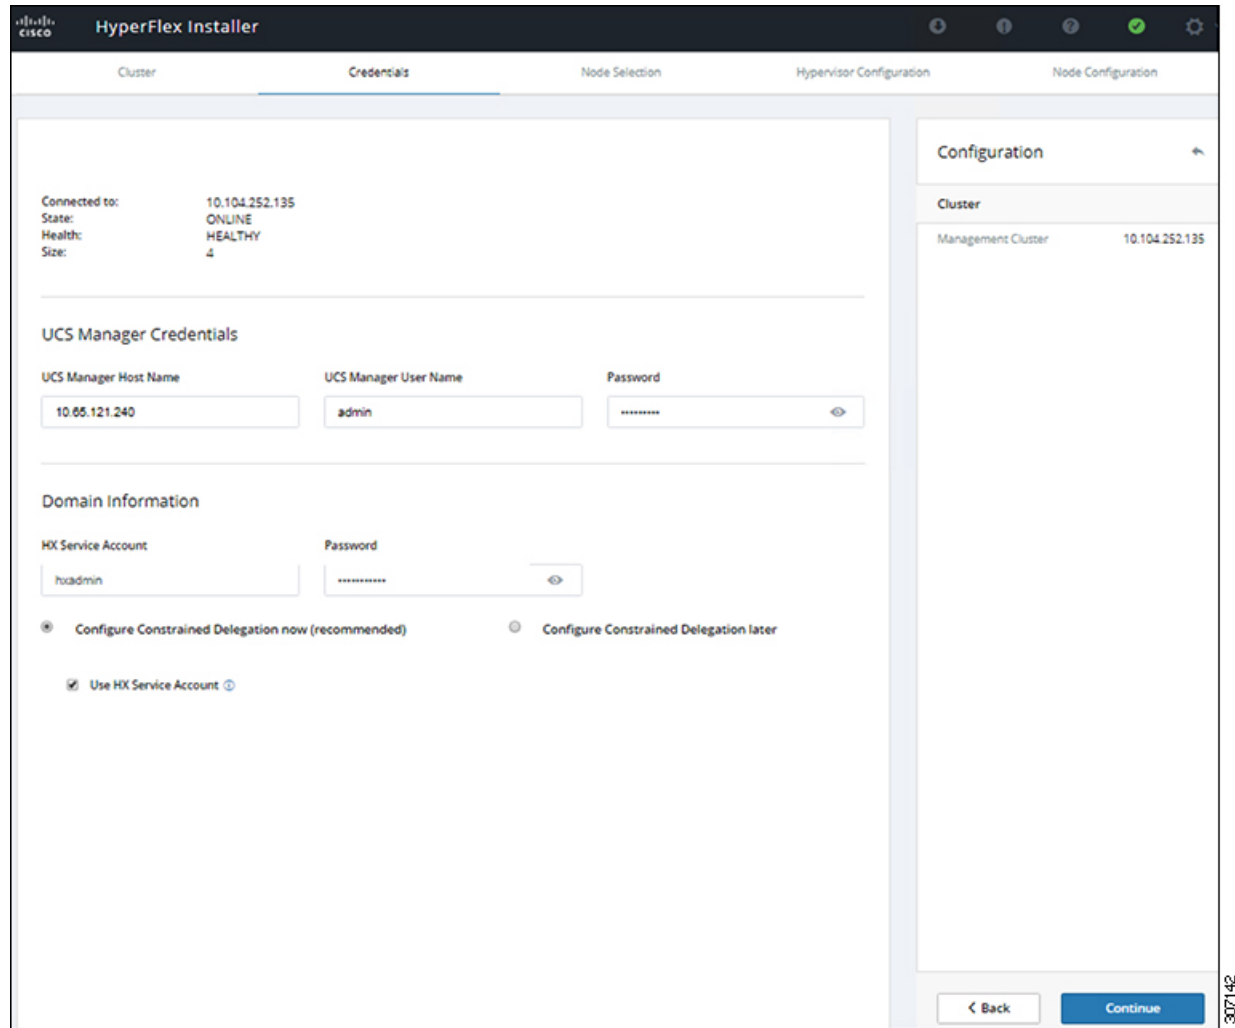 CISCO
HyperFlex Installer
Cluster
Credentials
Node Selection
Hypervisor Configuration
Node Configuration
Connected to: 10.104.252.135
State: ONLINE
Health: HEALTHY
Size: 4
UCS Manager Credentials
UCS Manager Host Name
UCS Manager User Name
Password
10.65.121.240
admin
•••••••••
Domain Information
HX Service Account
Password
hxadmin
•••••••••••
Configure Constrained Delegation now (recommended)
Configure Constrained Delegation later
Use HX Service Account
Configuration
Cluster
Management Cluster 10.104.252.135
Back
Continue
307142